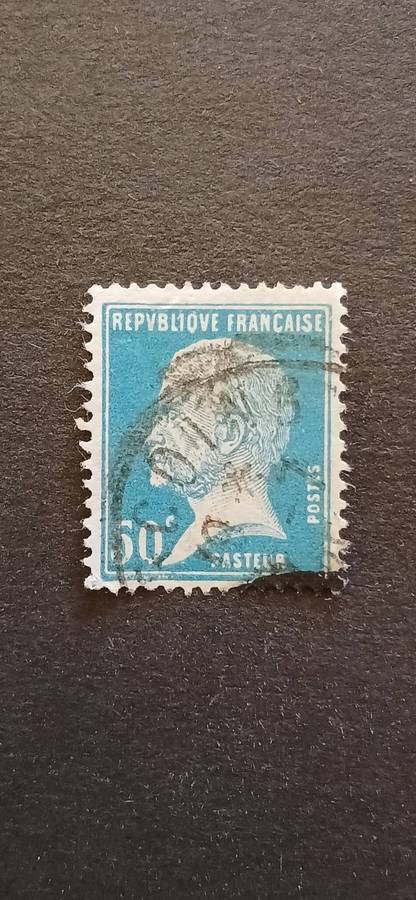 REPVBLIQVE FRANCAISE
POSTES
50c
PASTEUR